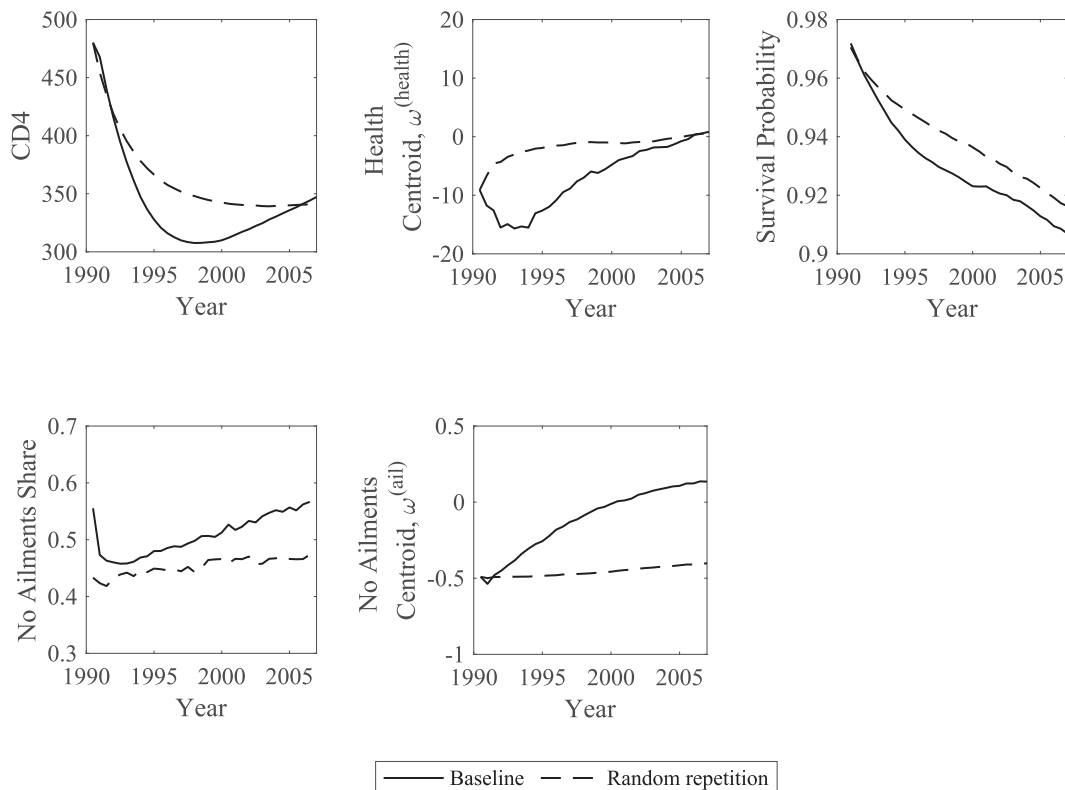 500
450
400
350
300
CD4
1990 1995 2000 2005
Year
20
10
0
-10
-20
Health
Centroid, ω(health)
1990 1995 2000 2005
Year
0.98
0.96
0.94
0.92
0.9
Survival Probability
1990 1995 2000 2005
Year
0.7
0.6
0.5
0.4
0.3
No Ailments Share
1990 1995 2000 2005
Year
0.5
0
-0.5
-1
No Ailments
Centroid, ω(ail)
1990 1995 2000 2005
Year
Baseline Random repetition